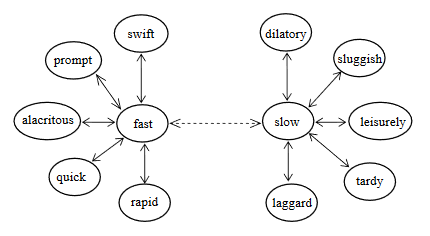 swift
dilatory
prompt
sluggish
alacritous
fast
slow
leisurely
quick
tardy
rapid
laggard